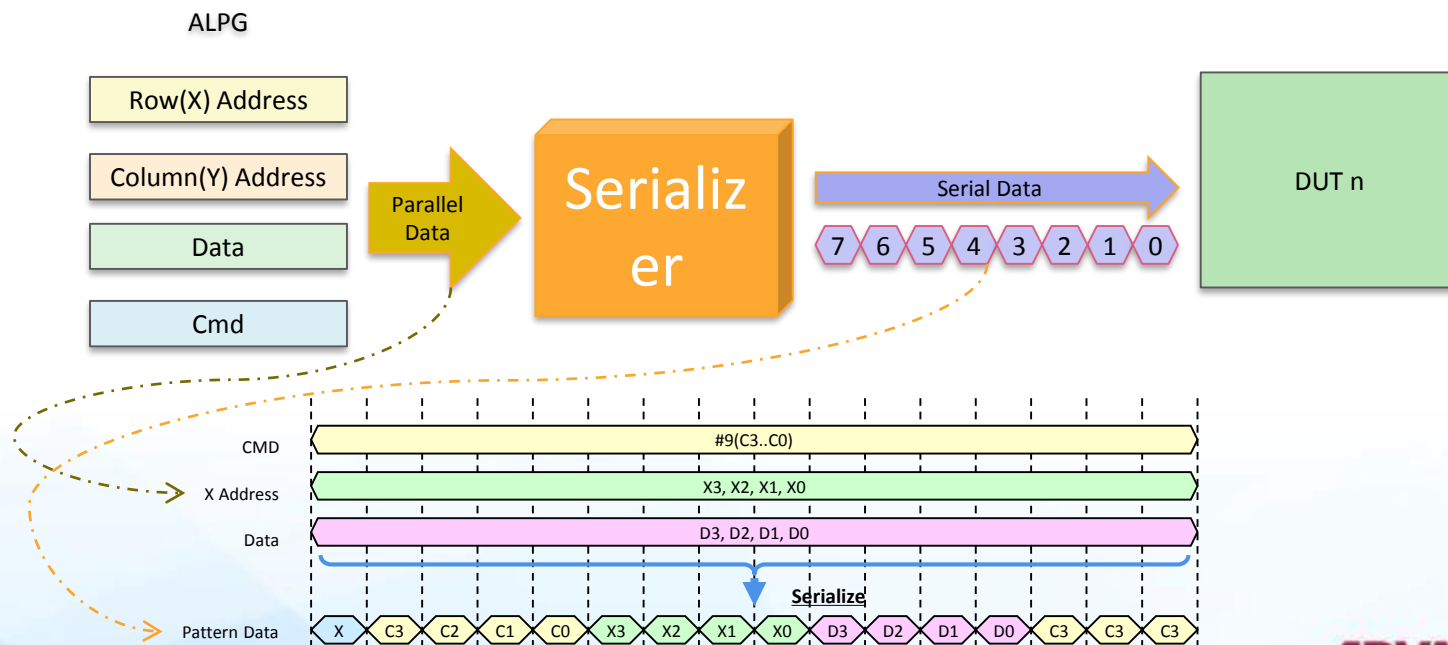 ALPG
Row(X) Address
Column(Y) Address
Data
Cmd
Parallel
Data
Serializ
er
Serial Data
7 6 5 4 3 2 1 0
DUT n
CMD
#9(C3..C0)
X Address
X3, X2, X1, X0
Data
D3, D2, D1, D0
Serialize
Pattern Data
X C3 C2 C1 C0 X3 X2 X1 X0 D3 D2 D1 D0 C3 C3 C3